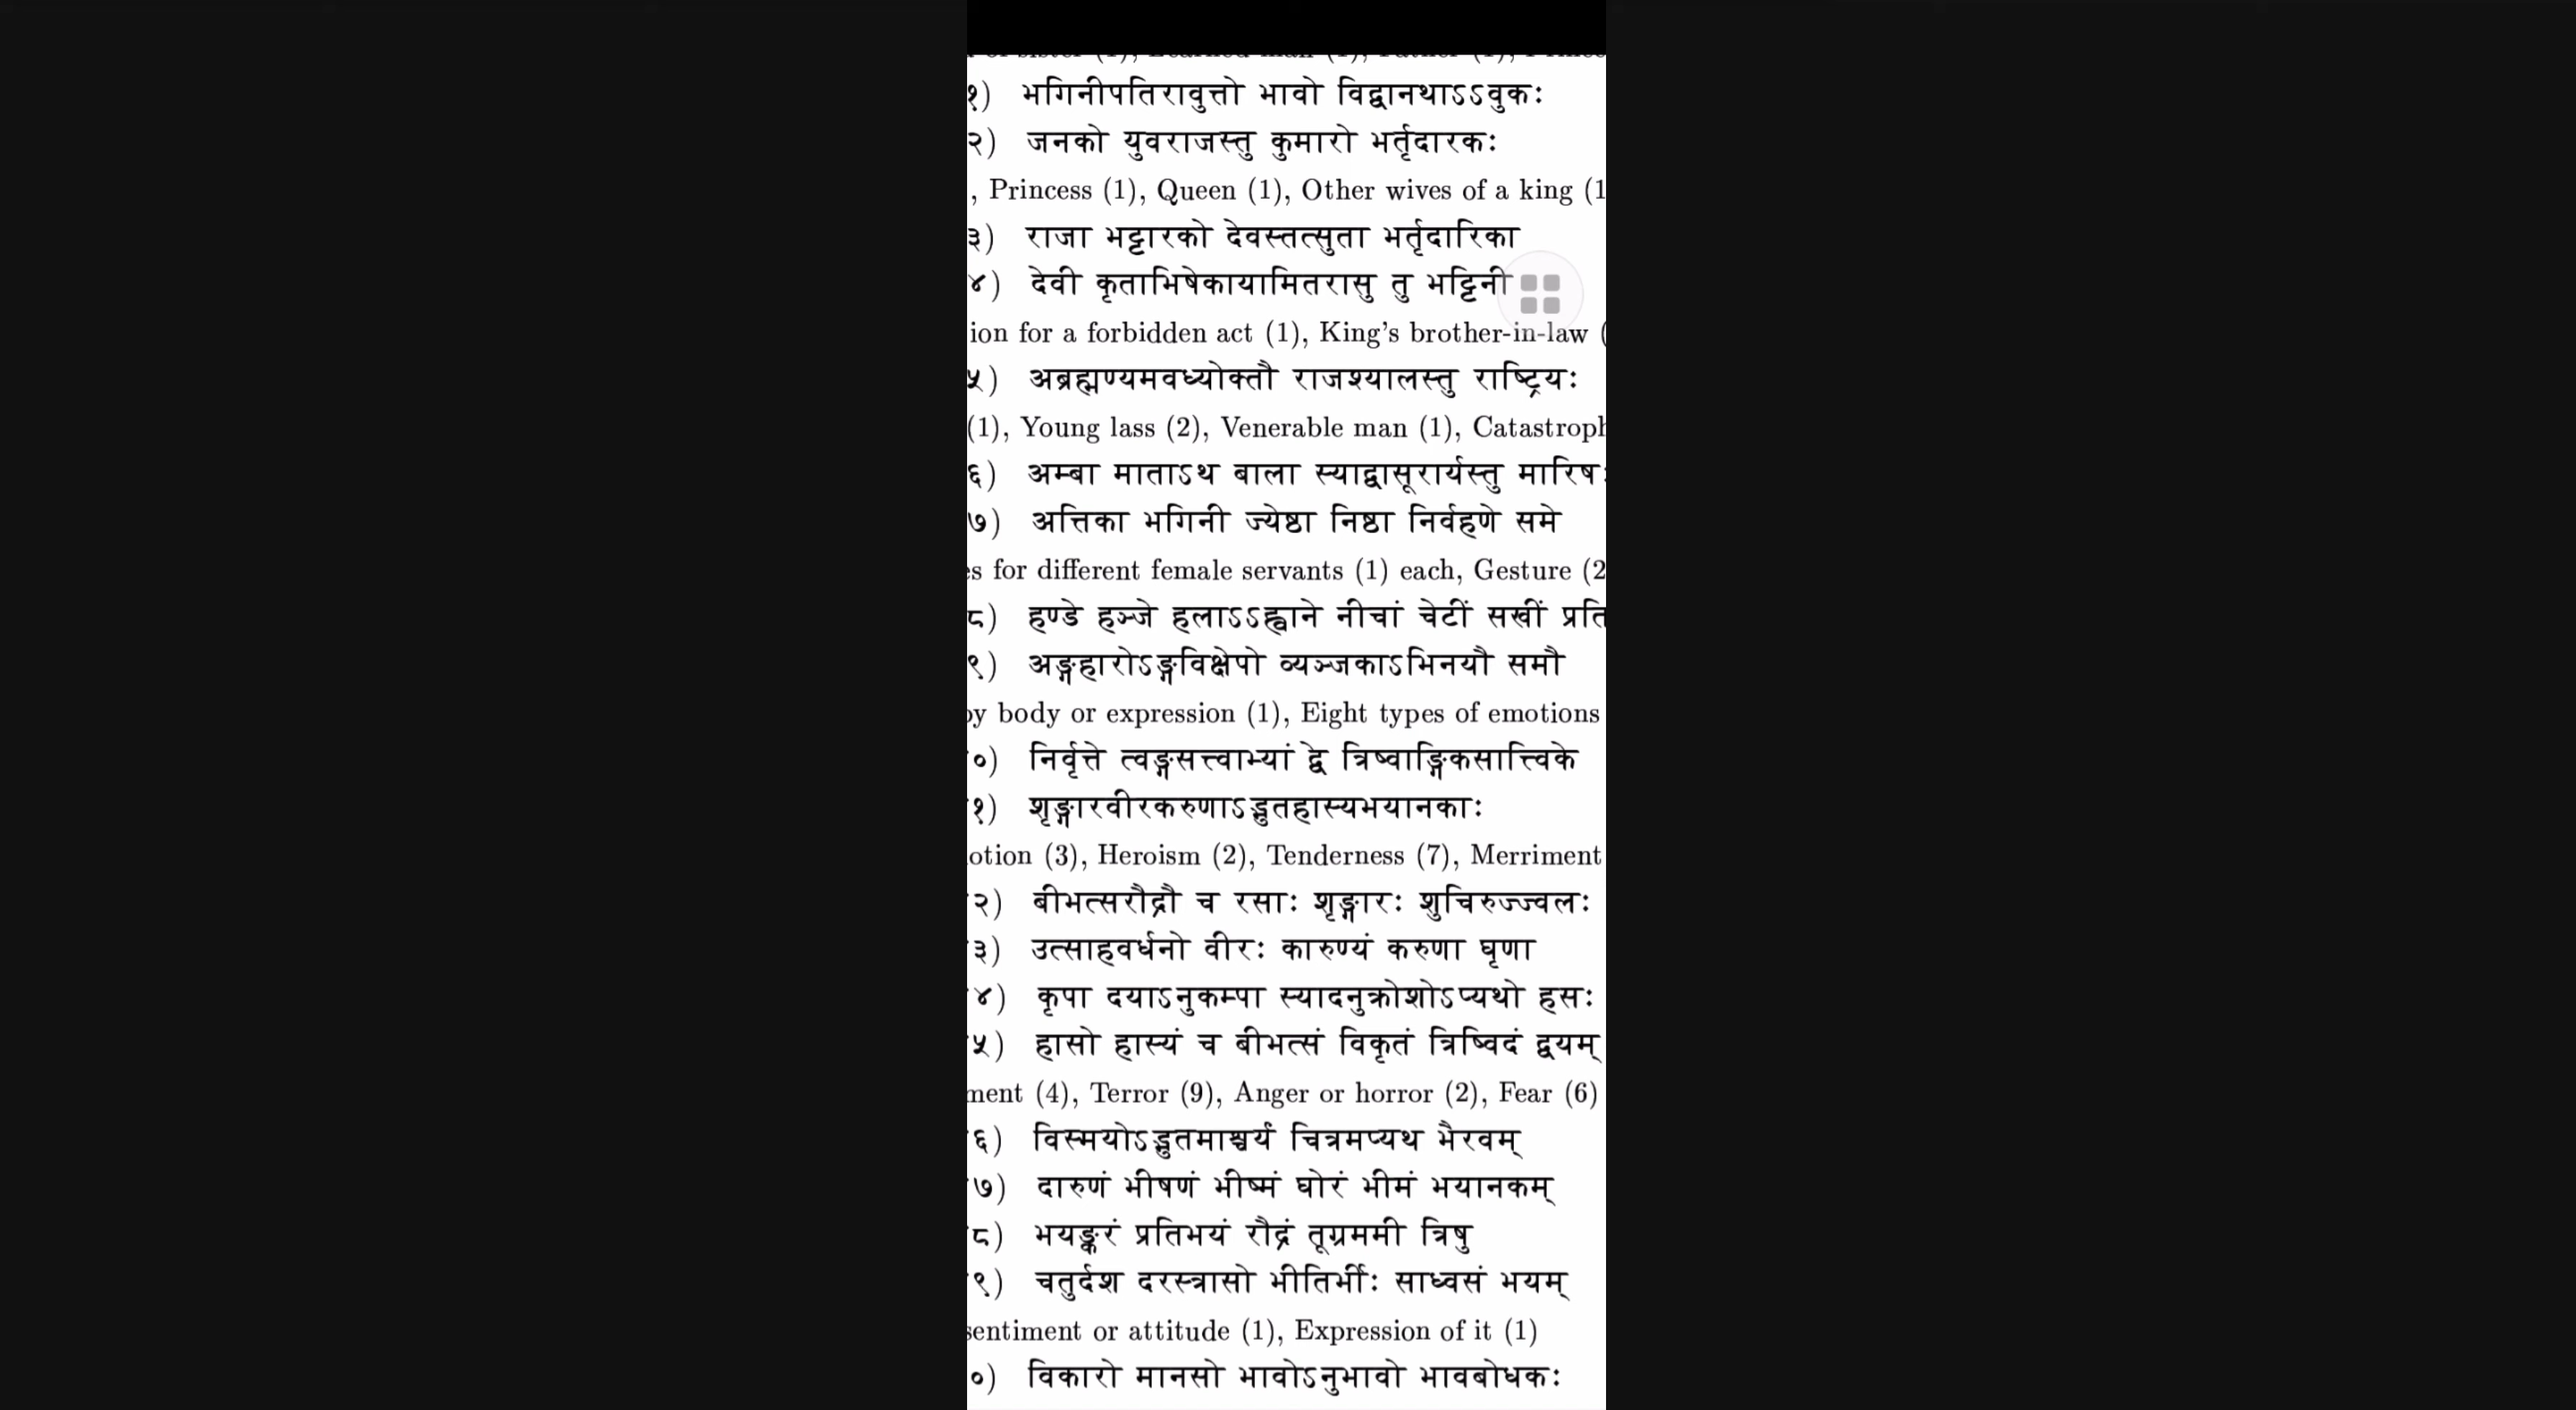 १) भगिनीपतिरावुत्तो भावो विद्वानथाऽऽवुकः
२) जनको युवराजस्तु कुमारो भर्तृदारकः
, Princess (1), Queen (1), Other wives of a king (1
३) राजा भट्टारको देवस्तत्सुता भर्तृदारिका
४) देवी कृताभिषेकायामितरासु तु भट्टिनी
ion for a forbidden act (1), King's brother-in-law (
५) अब्रह्मण्यमवध्योक्तौ राजश्यालस्तु राष्ट्रियः
(1), Young lass (2), Venerable man (1), Catastroph
६) अम्बा माताऽथ बाला स्याद्वासूरार्यस्तु मारिषः
७) अत्तिका भगिनी ज्येष्ठा निष्ठा निर्वहणे समे
es for different female servants (1) each, Gesture (2
८) हण्डे हञ्जे हलाऽऽह्वाने नीचां चेटीं सखीं प्रति
९) अङ्गहारोऽङ्गविक्षेपो व्यञ्जकाऽभिनयौ समौ
by body or expression (1), Eight types of emotions
०) निर्वृत्ते त्वङ्गसत्त्वाभ्यां द्वे त्रिष्वाङ्गिकसात्त्विके
१) शृङ्गारवीरकरुणाऽद्भुतहास्यभयानकाः
otion (3), Heroism (2), Tenderness (7), Merriment
२) बीभत्सरौद्रौ च रसाः शृङ्गारः शुचिरुज्ज्वलः
३) उत्साहवर्धनो वीरः कारुण्यं करुणा घृणा
४) कृपा दयाऽनुकम्पा स्यादनुक्रोशोऽप्यथो हसः
५) हासो हास्यं च बीभत्सं विकृतं त्रिष्विदं द्वयम्
ment (4), Terror (9), Anger or horror (2), Fear (6)
६) विस्मयोऽद्भुतमाश्चर्यं चित्रमप्यथ भैरवम्
७) दारुणं भीषणं भीष्मं घोरं भीमं भयानकम्
८) भयङ्करं प्रतिभयं रौद्रं तूग्रममी त्रिषु
९) चतुर्दश दरस्त्रासो भीतिर्भीः साध्वसं भयम्
sentiment or attitude (1), Expression of it (1)
०) विकारो मानसो भावोऽनुभावो भावबोधकः